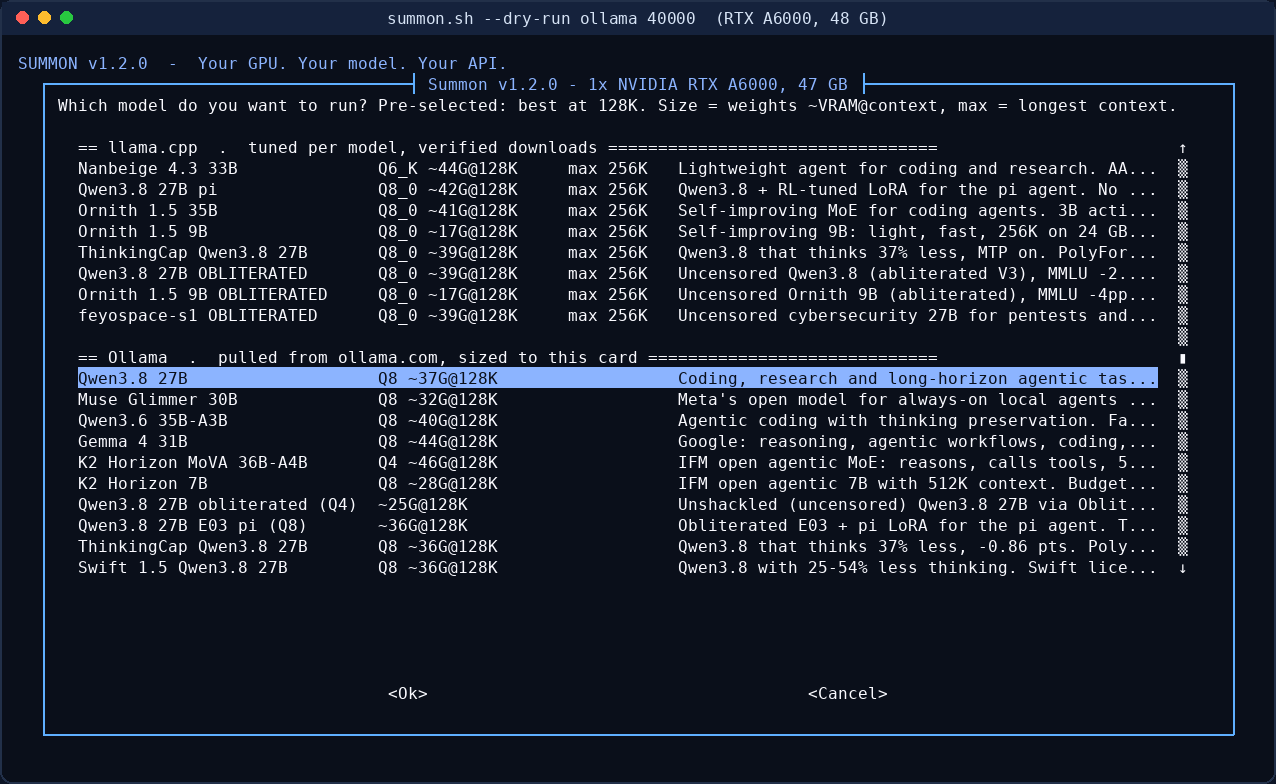 summon.sh --dry-run ollama 40000  (RTX A6000, 48 GB)
SUMMON v1.2.0  -  Your GPU. Your model. Your API.
Summon v1.2.0 - 1x NVIDIA RTX A6000, 47 GB
Which model do you want to run? Pre-selected: best at 128K. Size = weights ~VRAM@context, max = longest context.
== llama.cpp  .  tuned per model, verified downloads ================================= ↑
Nanbeige 4.3 33B              Q6_K ~44G@128K     max 256K   Lightweight agent for coding and research. AA...
Qwen3.8 27B pi                Q8_0 ~42G@128K     max 256K   Qwen3.8 + RL-tuned LoRA for the pi agent. No ...
Ornith 1.5 35B                Q8_0 ~41G@128K     max 256K   Self-improving MoE for coding agents. 3B acti...
Ornith 1.5 9B                 Q8_0 ~17G@128K     max 256K   Self-improving 9B: light, fast, 256K on 24 GB...
ThinkingCap Qwen3.8 27B       Q8_0 ~39G@128K     max 256K   Qwen3.8 that thinks 37% less, MTP on. PolyFor...
Qwen3.8 27B OBLITERATED       Q8_0 ~39G@128K     max 256K   Uncensored Qwen3.8 (abliterated V3), MMLU -2....
Ornith 1.5 9B OBLITERATED     Q8_0 ~17G@128K     max 256K   Uncensored Ornith 9B (abliterated), MMLU -4pp...
feyospace-s1 OBLITERATED      Q8_0 ~39G@128K     max 256K   Uncensored cybersecurity 27B for pentests and...
== Ollama  .  pulled from ollama.com, sized to this card =============================
Qwen3.8 27B                   Q8 ~37G@128K                  Coding, research and long-horizon agentic tas...
Muse Glimmer 30B              Q8 ~32G@128K                  Meta's open model for always-on local agents ...
Qwen3.6 35B-A3B               Q8 ~40G@128K                  Agentic coding with thinking preservation. Fa...
Gemma 4 31B                   Q8 ~44G@128K                  Google: reasoning, agentic workflows, coding,...
K2 Horizon MoVA 36B-A4B       Q4 ~46G@128K                  IFM open agentic MoE: reasons, calls tools, 5...
K2 Horizon 7B                 Q8 ~28G@128K                  IFM open agentic 7B with 512K context. Budget...
Qwen3.8 27B obliterated (Q4)  ~25G@128K                     Unshackled (uncensored) Qwen3.8 27B via Oblit...
Qwen3.8 27B E03 pi (Q8)       ~36G@128K                     Obliterated E03 + pi LoRA for the pi agent. T...
ThinkingCap Qwen3.8 27B       Q8 ~36G@128K                  Qwen3.8 that thinks 37% less, -0.86 pts. Poly...
Swift 1.5 Qwen3.8 27B         Q8 ~36G@128K                  Qwen3.8 with 25-54% less thinking. Swift lice... ↓
<Ok>                                      <Cancel>